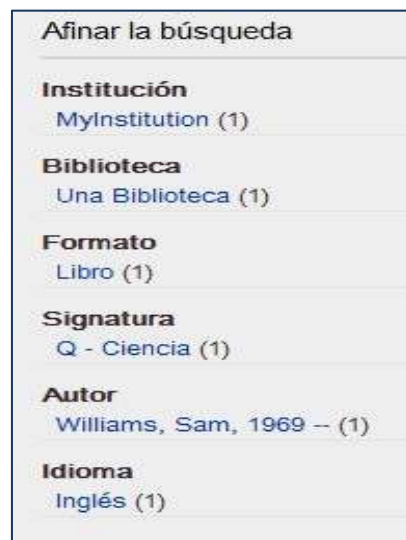 Afinar la búsqueda
Institución
MyInstitution (1)
Biblioteca
Una Biblioteca (1)
Formato
Libro (1)
Signatura
Q - Ciencia (1)
Autor
Williams, Sam, 1969 -- (1)
Idioma
Inglés (1)